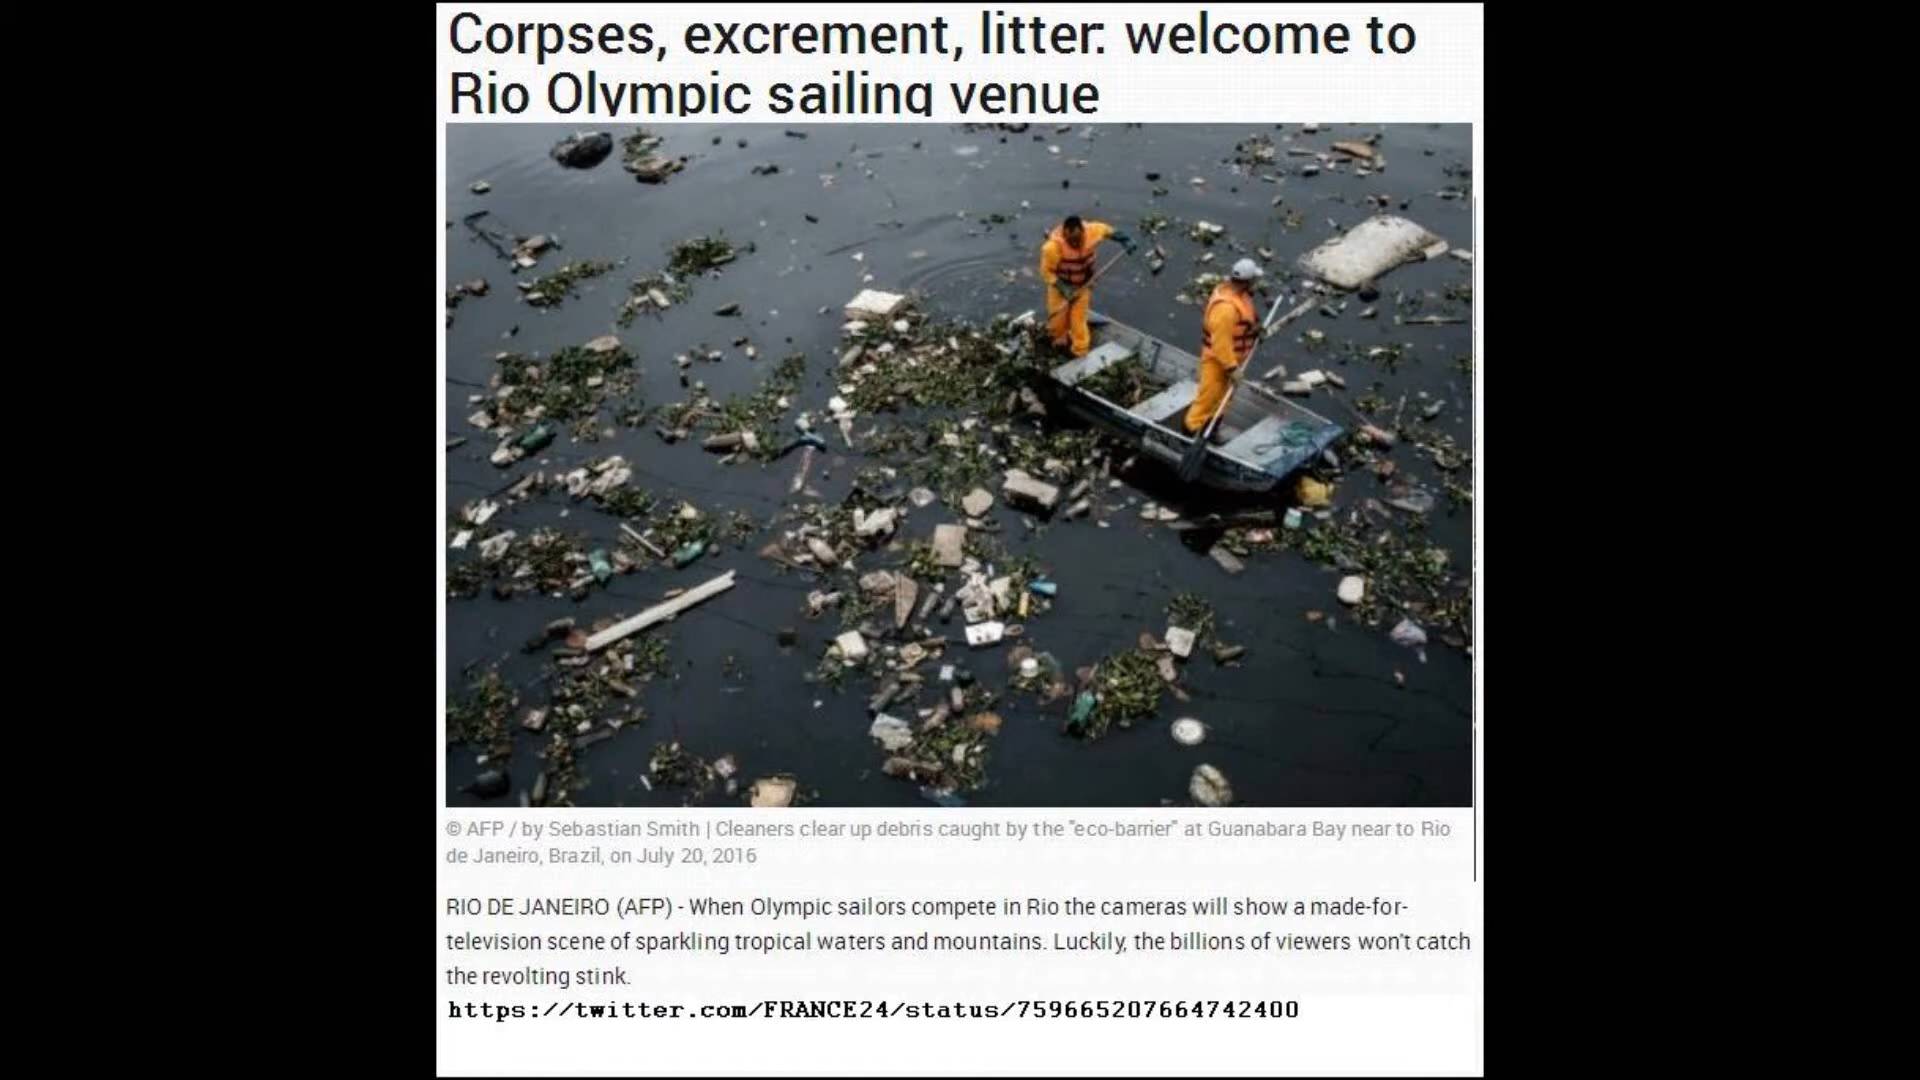 Corpses, excrement, litter: welcome to
Rio Olympic sailing venue
© AFP / by Sebastian Smith | Cleaners clear up debris caught by the "eco-barrier" at Guanabara Bay near to Rio
de Janeiro, Brazil, on July 20, 2016
RIO DE JANEIRO (AFP) - When Olympic sailors compete in Rio the cameras will show a made-for-
television scene of sparkling tropical waters and mountains. Luckily, the billions of viewers won't catch
the revolting stink.
https://twitter.com/FRANCE24/status/759665207664742400